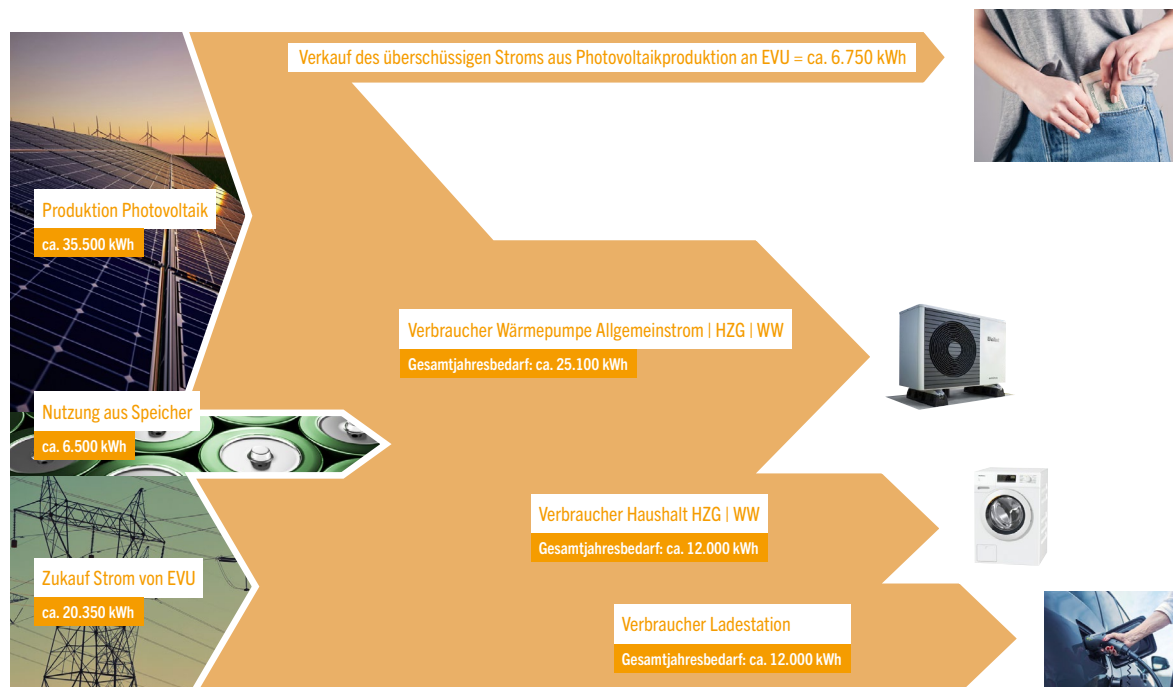 Verkauf des überschüssigen Stroms aus Photovoltaikproduktion an EVU = ca. 6.750 kWh
Produktion Photovoltaik
ca. 35.500 kWh
Verbraucher Wärmepumpe Allgemeinstrom | HZG | WW
Gesamtjahresbedarf: ca. 25.100 kWh
Nutzung aus Speicher
ca. 6.500 kWh
Verbraucher Haushalt HZG | WW
Gesamtjahresbedarf: ca. 12.000 kWh
Zukauf Strom von EVU
ca. 20.350 kWh
Verbraucher Ladestation
Gesamtjahresbedarf: ca. 12.000 kWh